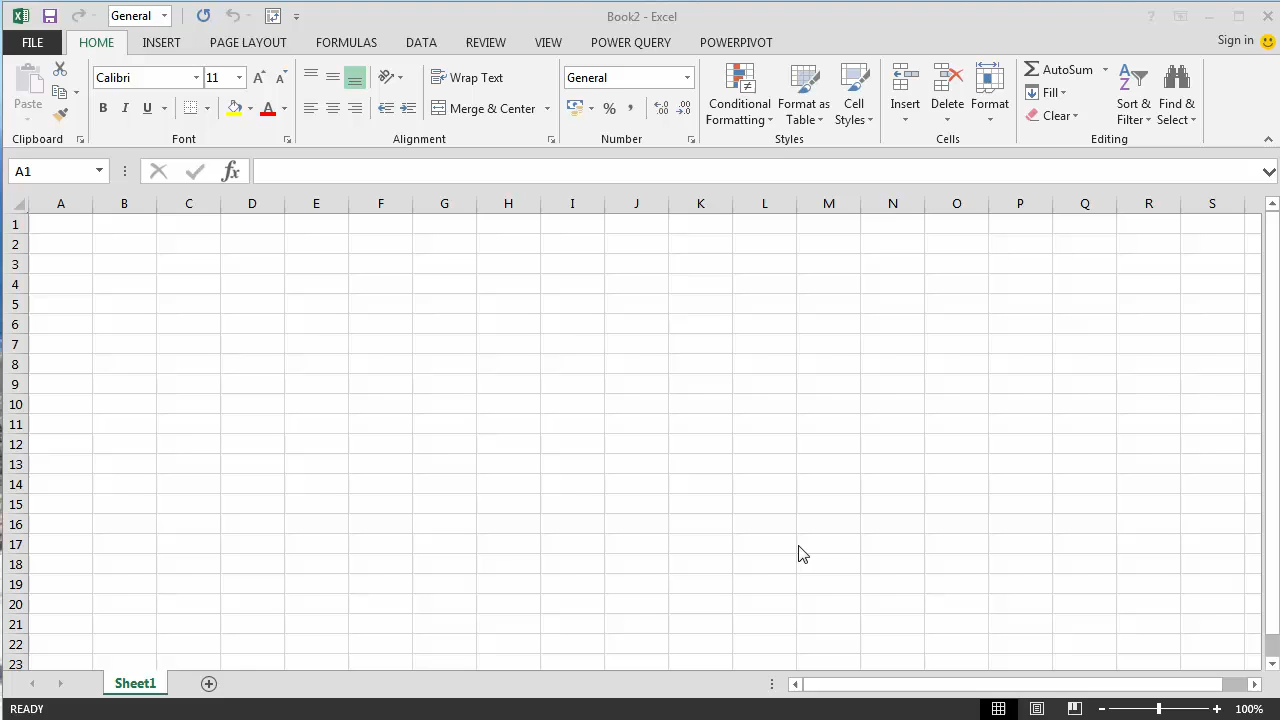 General
Book2 - Excel
?
FILE HOME INSERT PAGE LAYOUT FORMULAS DATA REVIEW VIEW POWER QUERY POWERPIVOT Sign in
Paste
Calibri 11 A A
B I U A
Wrap Text
Merge & Center
General
% ,
Conditional Formatting
Format as Table
Cell Styles
Insert
Delete
Format
AutoSum
Fill
Clear
Sort & Filter
Find & Select
Clipboard Font Alignment Number Styles Cells Editing
A1 fx
A B C D E F G H I J K L M N O P Q R S
1
2
3
4
5
6
7
8
9
10
11
12
13
14
15
16
17
18
19
20
21
22
23
Sheet1
READY 100%